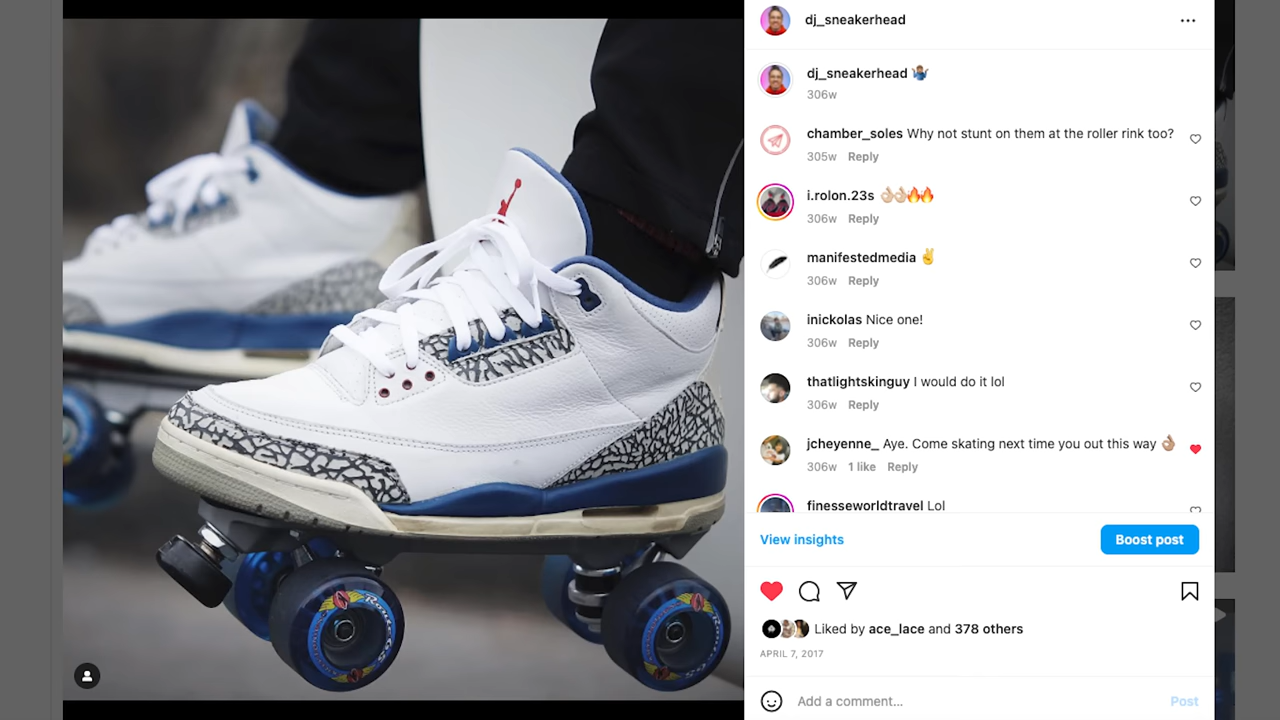 dj_sneakerhead
dj_sneakerhead 🤷🏽‍♂️
306w
chamber_soles Why not stunt on them at the roller rink too?
305w Reply
i.rolon.23s 👌🏼👌🏼🔥🔥
306w Reply
manifestedmedia ✌️
306w Reply
inickolas Nice one!
306w Reply
thatlightskinguy I would do it lol
306w Reply
jcheyenne_ Aye. Come skating next time you out this way 👌🏽
306w 1 like Reply
finesseworldtravel Lol
View insights
Boost post
Liked by ace_lace and 378 others
APRIL 7, 2017
Add a comment...
Post